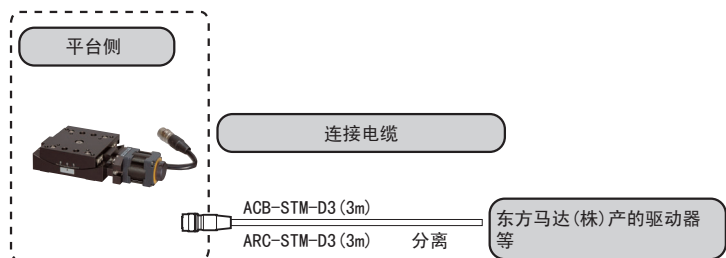 平台侧
连接电缆
ACB-STM-D3(3m)
ARC-STM-D3(3m) 分离
东方马达(株)产的驱动器
等